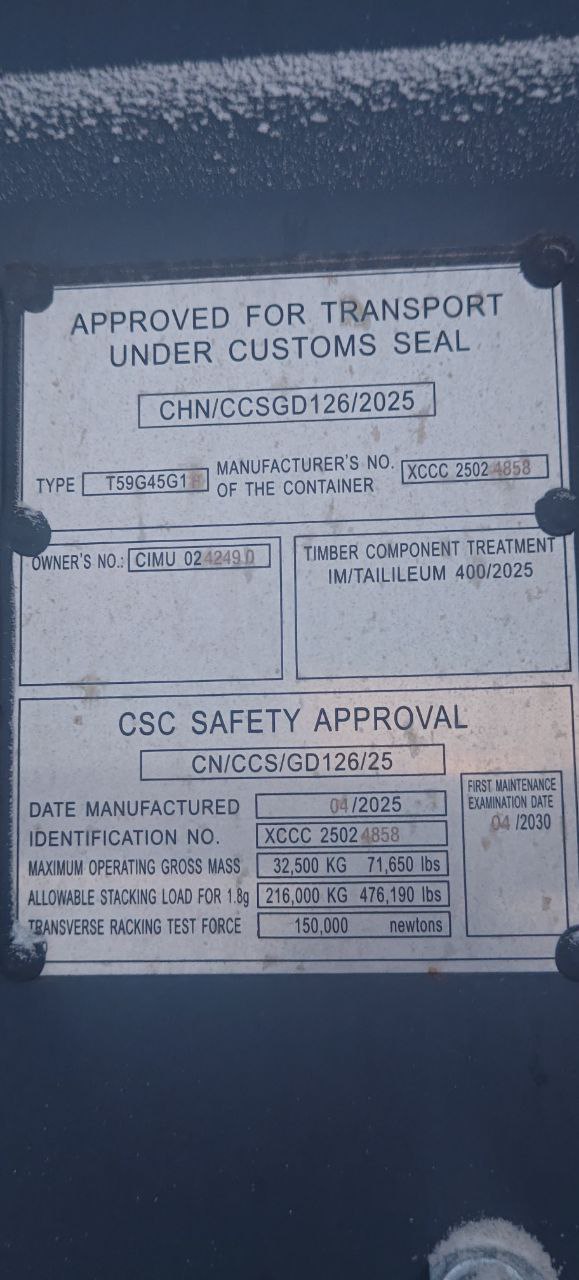 APPROVED FOR TRANSPORT
UNDER CUSTOMS SEAL
CHN/CCSGD126/2025
TYPE T59G45G1
MANUFACTURER'S NO. XCCC 2502 4858
OF THE CONTAINER
OWNER'S NO.: CIMU 024249 0
TIMBER COMPONENT TREATMENT
IM/TAILILEUM 400/2025
CSC SAFETY APPROVAL
CN/CCS/GD126/25
DATE MANUFACTURED 04/2025
IDENTIFICATION NO. XCCC 2502 4858
MAXIMUM OPERATING GROSS MASS 32,500 KG 71,650 lbs
ALLOWABLE STACKING LOAD FOR 1.8g 216,000 KG 476,190 lbs
TRANSVERSE RACKING TEST FORCE 150,000 newtons
FIRST MAINTENANCE
EXAMINATION DATE
04 /2030